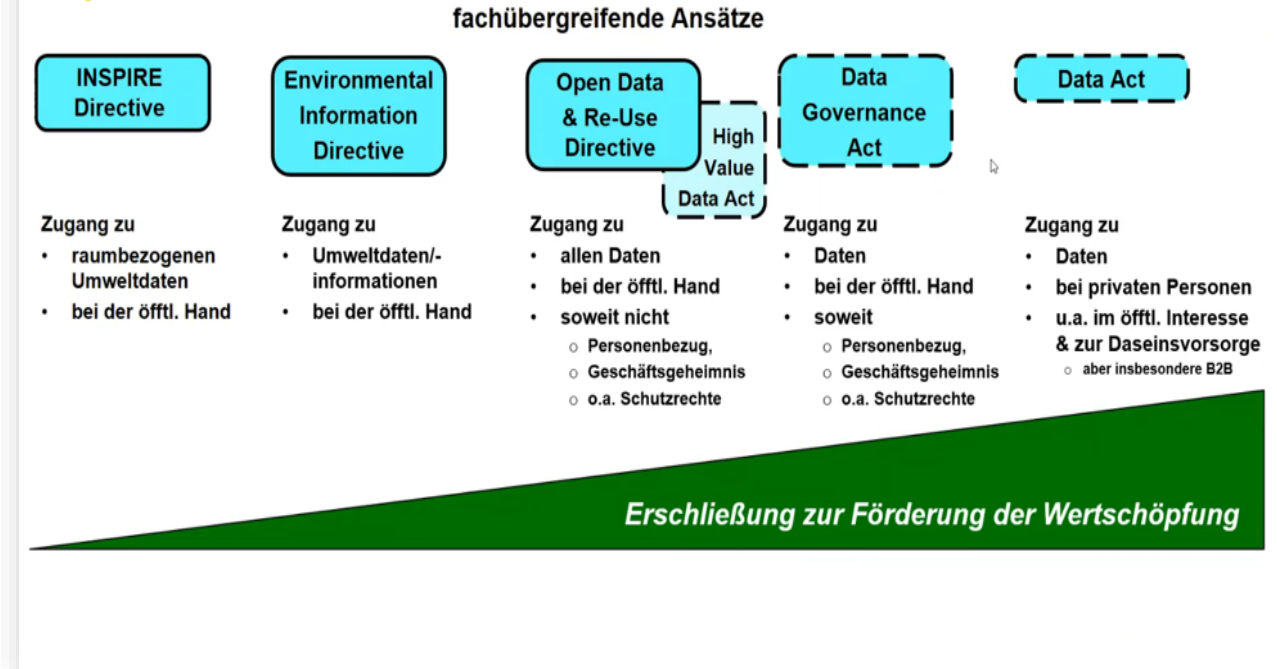 fachübergreifende Ansätze
INSPIRE
Directive
Environmental
Information
Directive
Open Data
& Re-Use
Directive
High
Value
Data Act
Data
Governance
Act
Data Act
Zugang zu
• raumbezogenen
Umweltdaten
• bei der öfftl. Hand
Zugang zu
• Umweltdaten/-
informationen
• bei der öfftl. Hand
Zugang zu
• allen Daten
• bei der öfftl. Hand
• soweit nicht
o Personenbezug,
o Geschäftsgeheimnis
o o.a. Schutzrechte
Zugang zu
• Daten
• bei der öfftl. Hand
• soweit
o Personenbezug,
o Geschäftsgeheimnis
o o.a. Schutzrechte
Zugang zu
• Daten
• bei privaten Personen
• u.a. im öfftl. Interesse
& zur Daseinsvorsorge
o aber insbesondere B2B
Erschließung zur Förderung der Wertschöpfung